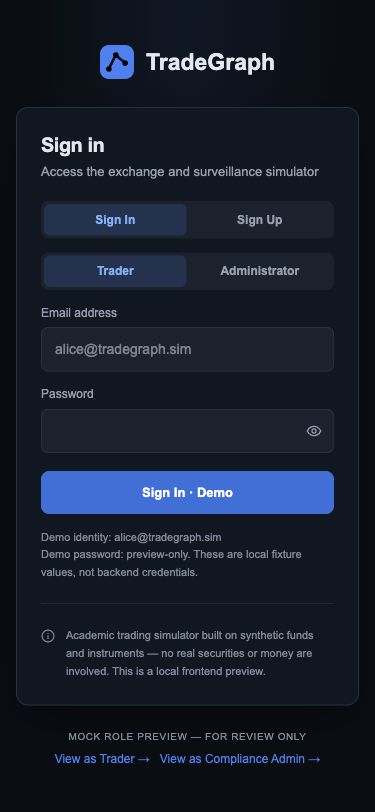 TradeGraph
Sign in
Access the exchange and surveillance simulator
Sign In
Sign Up
Trader
Administrator
Email address
alice@tradegraph.sim
Password
Sign In · Demo
Demo identity: alice@tradegraph.sim
Demo password: preview-only. These are local fixture
values, not backend credentials.
Academic trading simulator built on synthetic funds
and instruments — no real securities or money are
involved. This is a local frontend preview.
MOCK ROLE PREVIEW — FOR REVIEW ONLY
View as Trader → View as Compliance Admin →